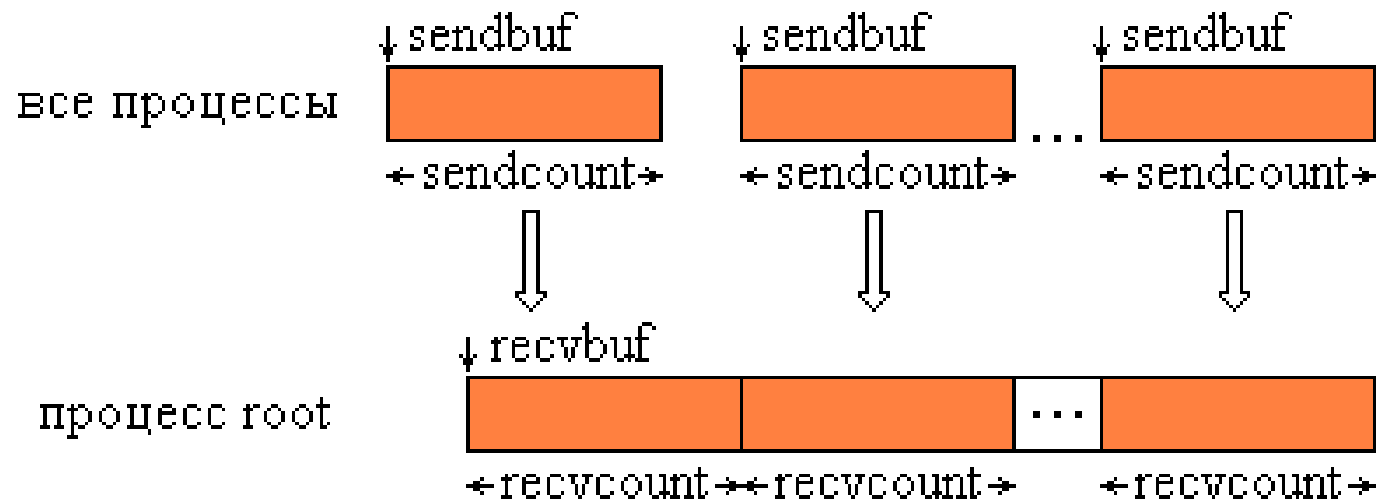 sendbuf sendbuf sendbuf
все процессы
...
sendcount sendcount sendcount
recvbuf
процесс root
...
recvcount recvcount recvcount